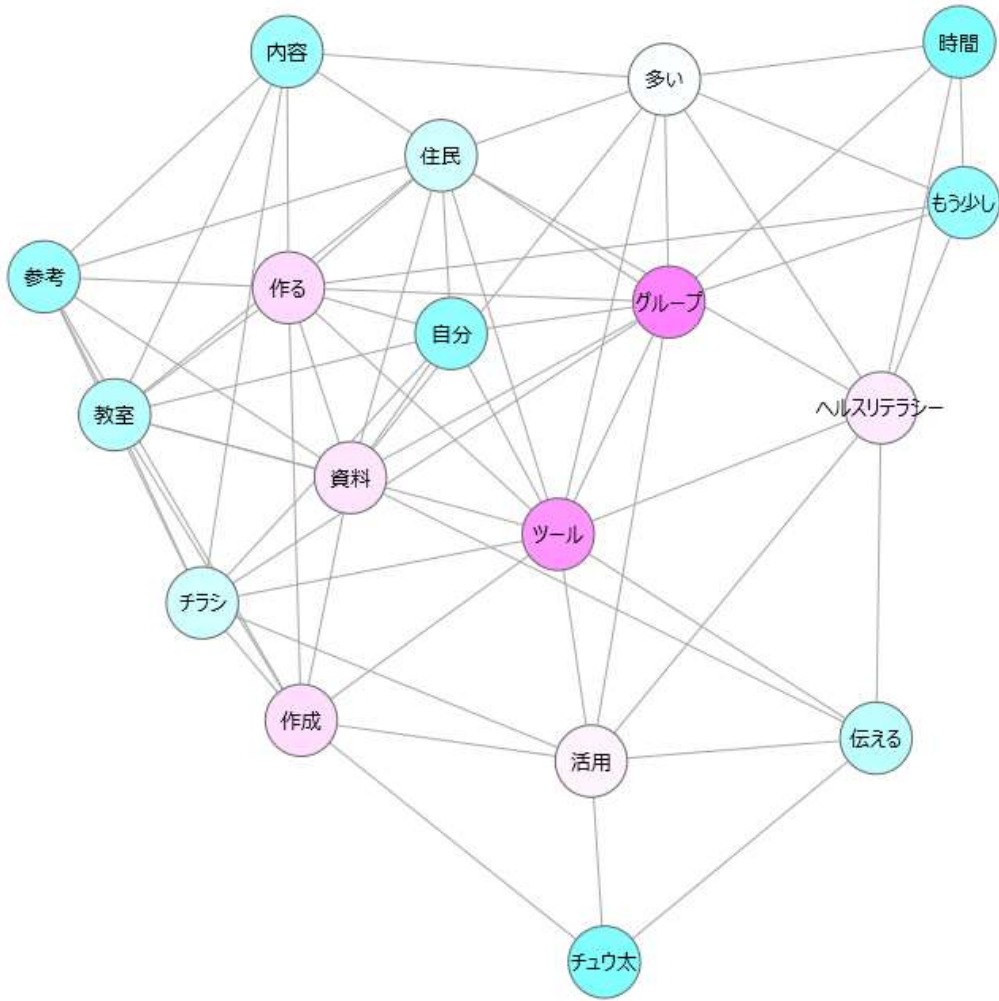 内容
時間
多い
住民
もう少し
参考
作る
グループ
自分
教室
ヘルスリテラシー
資料
ツール
チラシ
作成
伝える
活用
チュウ太